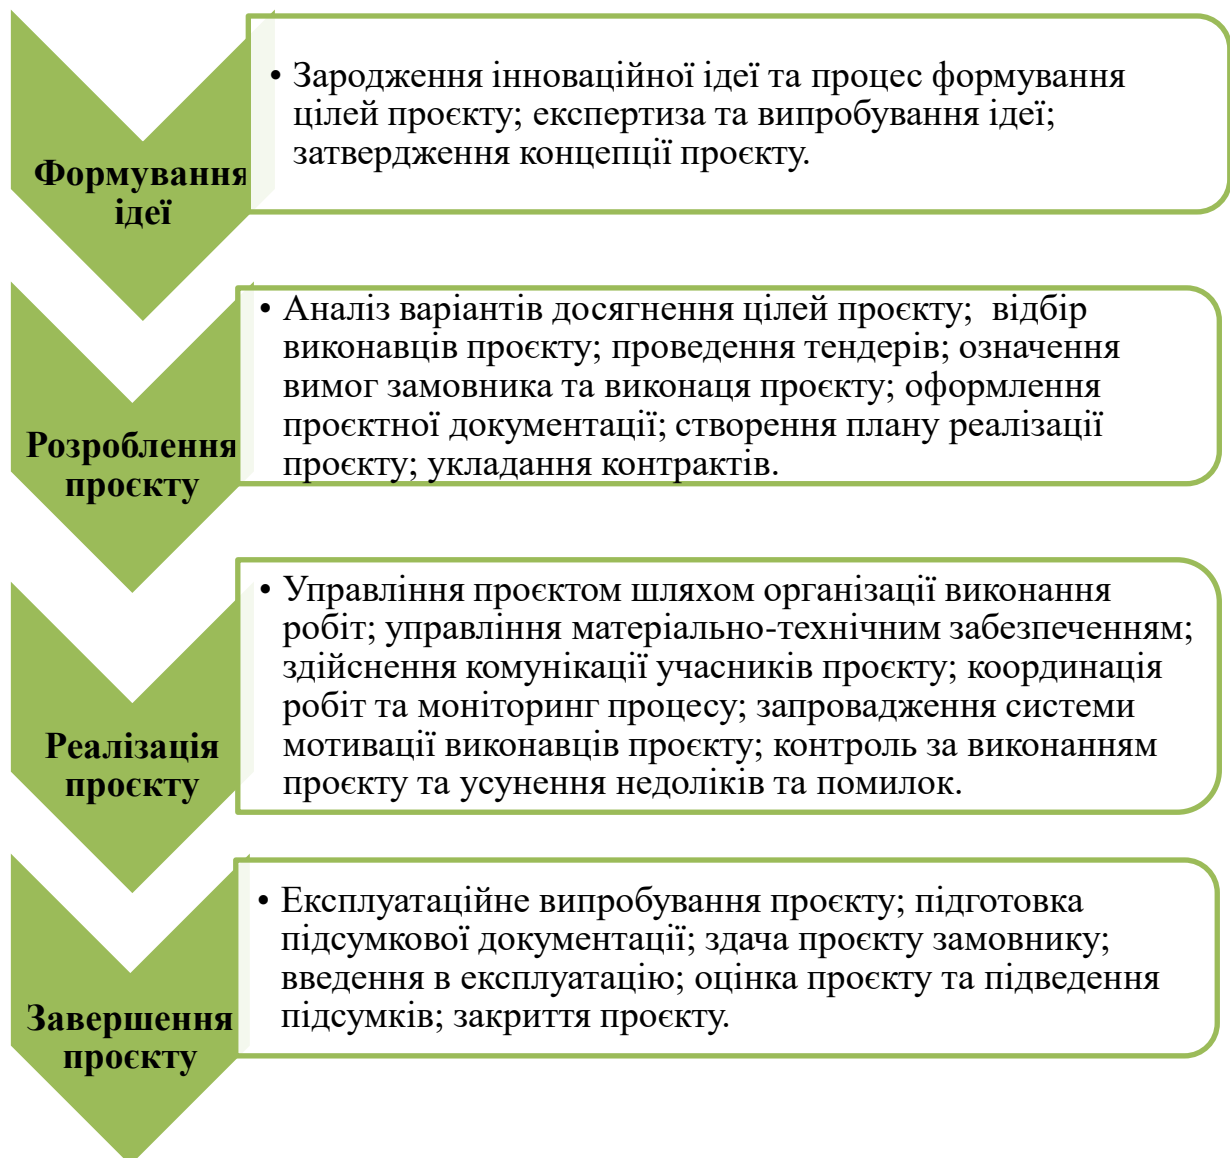 Формування
ідеї
• Зародження інноваційної ідеї та процес формування
цілей проєкту; експертиза та випробування ідеї;
затвердження концепції проєкту.
Розроблення
проєкту
• Аналіз варіантів досягнення цілей проєкту;  відбір
виконавців проєкту; проведення тендерів; означення
вимог замовника та виконаця проєкту; оформлення
проєктної документації; створення плану реалізації
проєкту; укладання контрактів.
Реалізація
проєкту
• Управління проєктом шляхом організації виконання
робіт; управління матеріально-технічним забезпеченням;
здійснення комунікації учасників проєкту; координація
робіт та моніторинг процесу; запровадження системи
мотивації виконавців проєкту; контроль за виконанням
проєкту та усунення недоліків та помилок.
Завершення
проєкту
• Експлуатаційне випробування проєкту; підготовка
підсумкової документації; здача проєкту замовнику;
введення в експлуатацію; оцінка проєкту та підведення
підсумків; закриття проєкту.